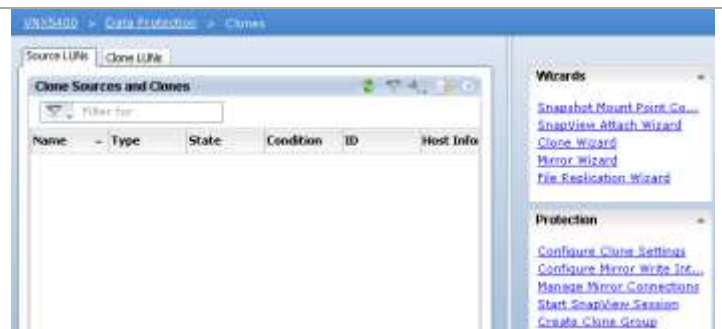 VNX5400 > Data Protection > Clones
Source LUNs
Clone LUNs
Clone Sources and Clones
Filter for
Name
Type
State
Condition
ID
Host Info
Wizards
Snapshot Mount Point Co...
SnapView Attach Wizard
Clone Wizard
Mirror Wizard
File Replication Wizard
Protection
Configure Clone Settings
Configure Mirror Write Int...
Manage Mirror Connections
Start SnapView Session
Create Clone Group